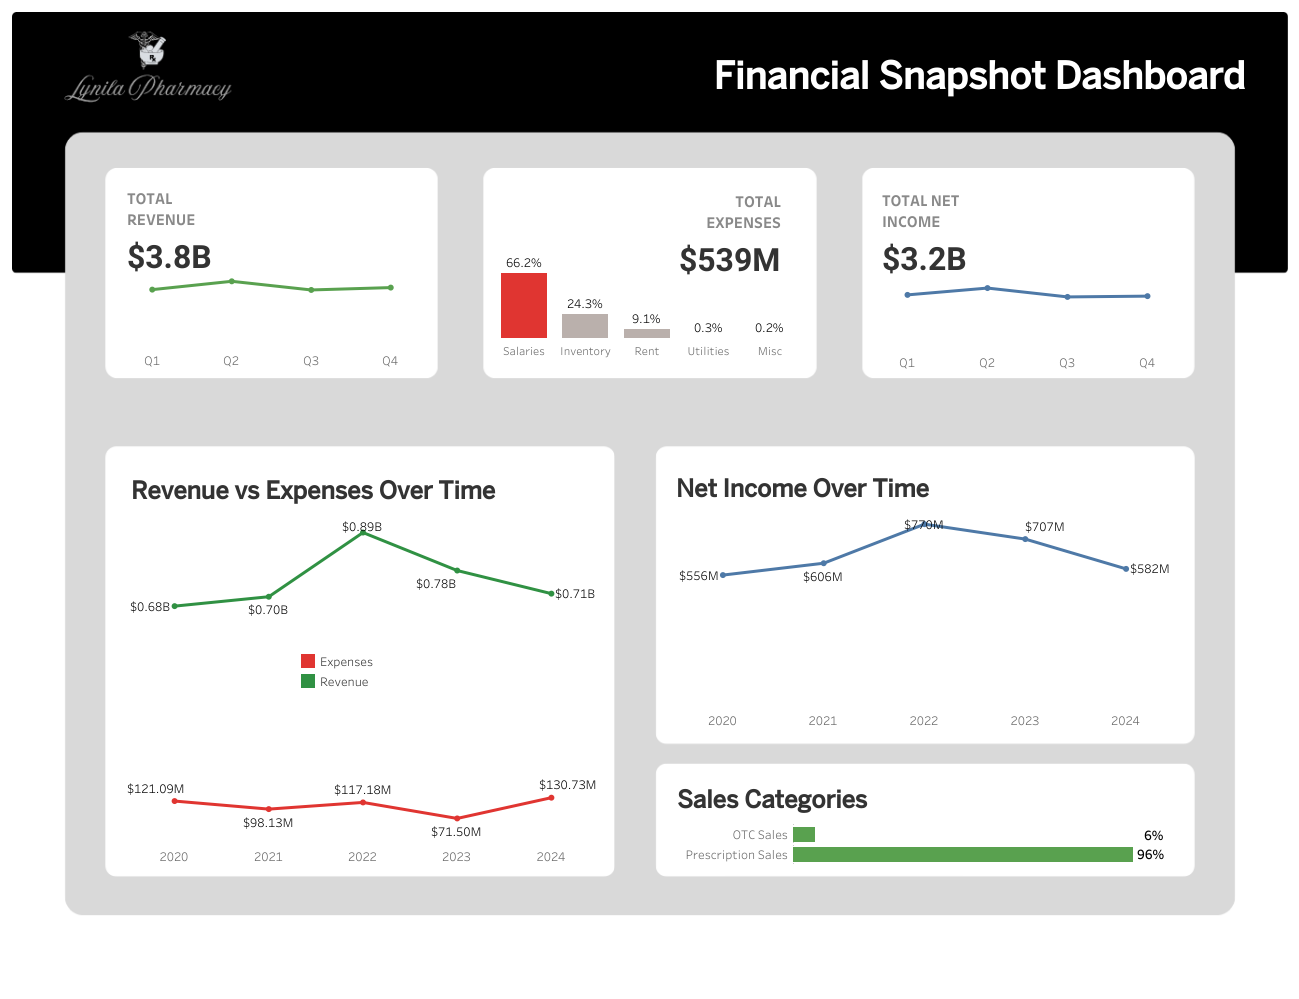 Lynila Pharmacy
Financial Snapshot Dashboard
TOTAL
REVENUE
$3.8B
Q1 Q2 Q3 Q4
TOTAL
EXPENSES
$539M
66.2%
24.3%
9.1%
0.3%
0.2%
Salaries Inventory Rent Utilities Misc
TOTAL NET
INCOME
$3.2B
Q1 Q2 Q3 Q4
Revenue vs Expenses Over Time
$0.89B
$0.78B
$0.71B
$0.68B
$0.70B
Expenses
Revenue
$121.09M
$98.13M
$117.18M
$71.50M
$130.73M
2020 2021 2022 2023 2024
Net Income Over Time
$770M
$707M
$556M
$606M
$582M
2020 2021 2022 2023 2024
Sales Categories
OTC Sales 6%
Prescription Sales 96%